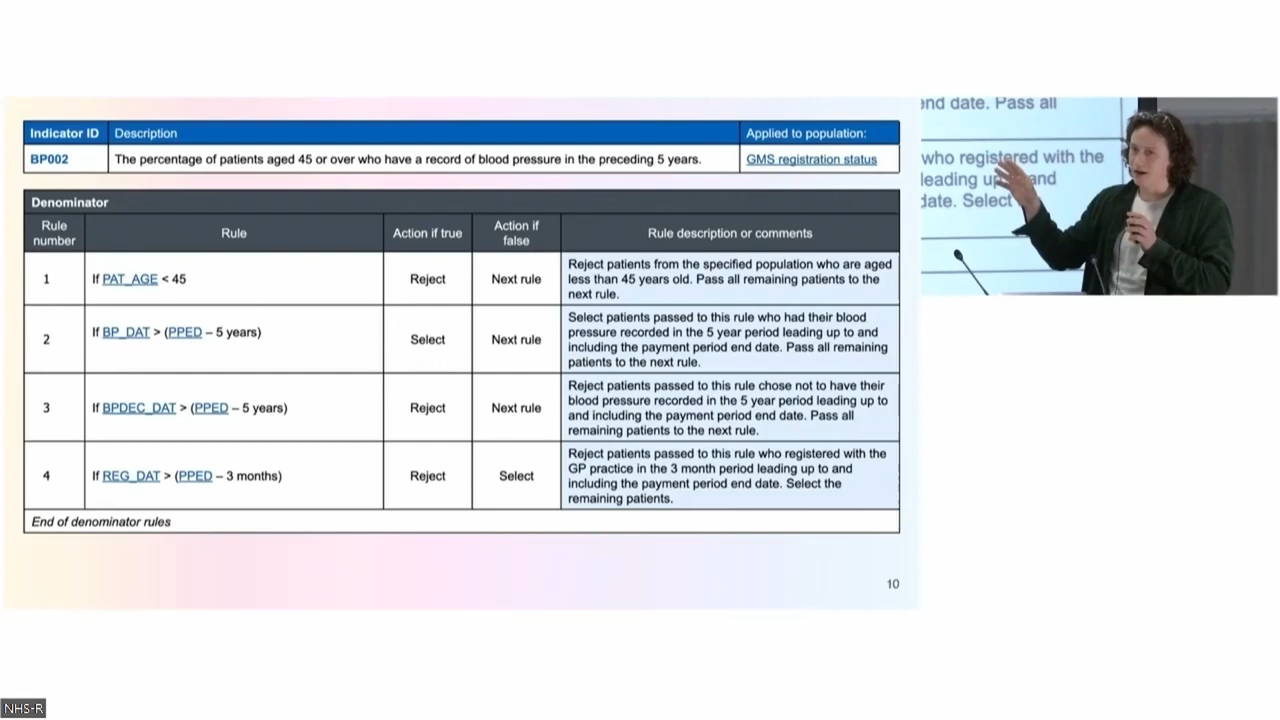 Indicator ID Description Applied to population:
BP002 The percentage of patients aged 45 or over who have a record of blood pressure in the preceding 5 years. GMS registration status
Denominator
Rule number Rule Action if true Action if false Rule description or comments
1 If PAT_AGE < 45 Reject Next rule
Reject patients from the specified population who are aged
less than 45 years old. Pass all remaining patients to the
next rule.
2 If BP_DAT > (PPED – 5 years) Select Next rule
Select patients passed to this rule who had their blood
pressure recorded in the 5 year period leading up to and
including the payment period end date. Pass all remaining
patients to the next rule.
3 If BPDEC_DAT > (PPED – 5 years) Reject Next rule
Reject patients passed to this rule chose not to have their
blood pressure recorded in the 5 year period leading up to
and including the payment period end date. Pass all
remaining patients to the next rule.
4 If REG_DAT > (PPED – 3 months) Reject Select
Reject patients passed to this rule who registered with the
GP practice in the 3 month period leading up to and
including the payment period end date. Select the
remaining patients.
End of denominator rules
10
end date. Pass all
who registered with the
leading up and
date. Select
NHS-R